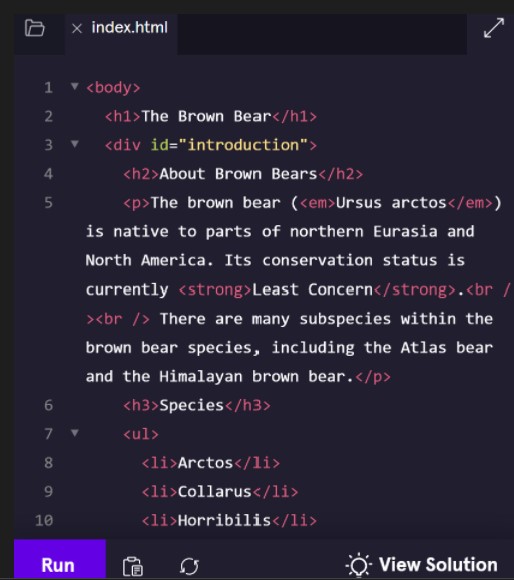 index.html
1 <body>
2 <h1>The Brown Bear</h1>
3 <div id="introduction">
4 <h2>About Brown Bears</h2>
5 <p>The brown bear (<em>Ursus arctos</em>)
is native to parts of northern Eurasia and
North America. Its conservation status is
currently <strong>Least Concern</strong>.<br /
><br /> There are many subspecies within the
brown bear species, including the Atlas bear
and the Himalayan brown bear.</p>
6 <h3>Species</h3>
7 <ul>
8 <li>Arctos</li>
9 <li>Collarus</li>
10 <li>Horribilis</li>
Run View Solution